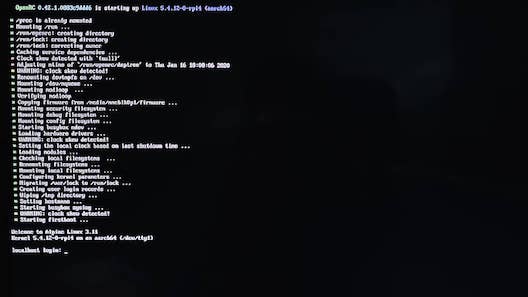 OpenRC 0.42.1.d883c94446 is starting up Linux 5.4.12-0-rpi4 (aarch64)
* /proc is already mounted
* Mounting /run ...
* /run/openrc: creating directory
* /run/lock: creating directory
* /run/lock: correcting owner
* Caching service dependencies ...
* Clock skew detected with `(null)'
* Adjusting mtime of `/run/openrc/deptree' to Thu Jan 16 10:08:06 2020
* WARNING: clock skew detected!
* Remounting devtmpfs on /dev ...
* Mounting /dev/mqueue ...
* Mounting modloop ...
* Verifying modloop
* Copying firmware from /media/mmcblk0p1/firmware ...
* Mounting security filesystem ...
* Mounting debug filesystem ...
* Mounting config filesystem ...
* Starting busybox mdev ...
* Loading hardware drivers ...
* WARNING: clock skew detected!
* Setting the local clock based on last shutdown time ...
* Loading modules ...
* Checking local filesystems ...
* Remounting filesystems ...
* Mounting local filesystems ...
* Configuring kernel parameters ...
* Migrating /var/lock to /run/lock ...
* Creating user login records ...
* Wiping /tmp directory ...
* Setting hostname ...
* Starting busybox syslog ...
* WARNING: clock skew detected!
* Starting firstboot ...
Welcome to Alpine Linux 3.11
Kernel 5.4.12-0-rpi4 on an aarch64 (/dev/tty1)
localhost login: _